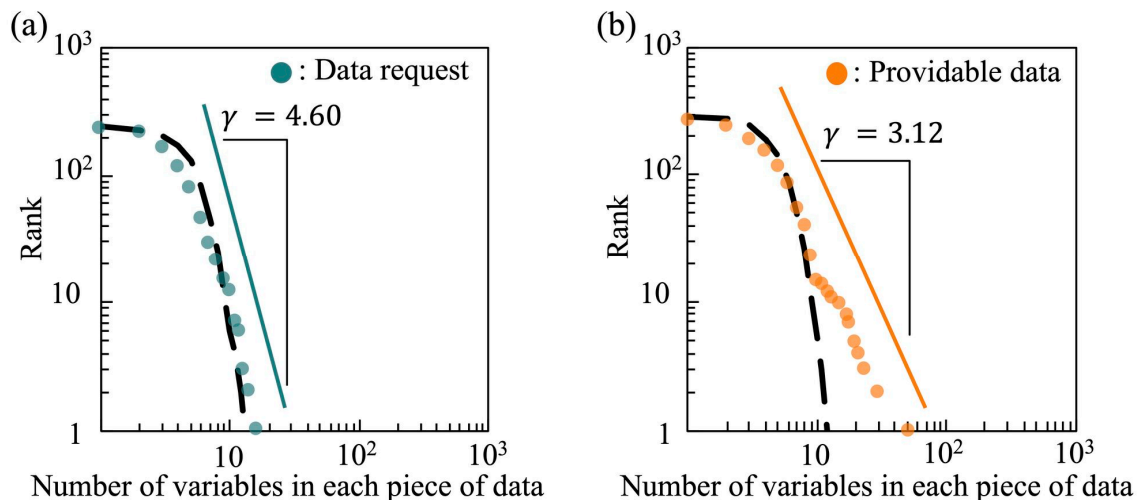 (a)
10³
: Data request
γ = 4.60
10²
Rank
10
1
10
10²
10³
Number of variables in each piece of data
(b)
10³
: Providable data
γ = 3.12
10²
Rank
10
1
10
10²
10³
Number of variables in each piece of data